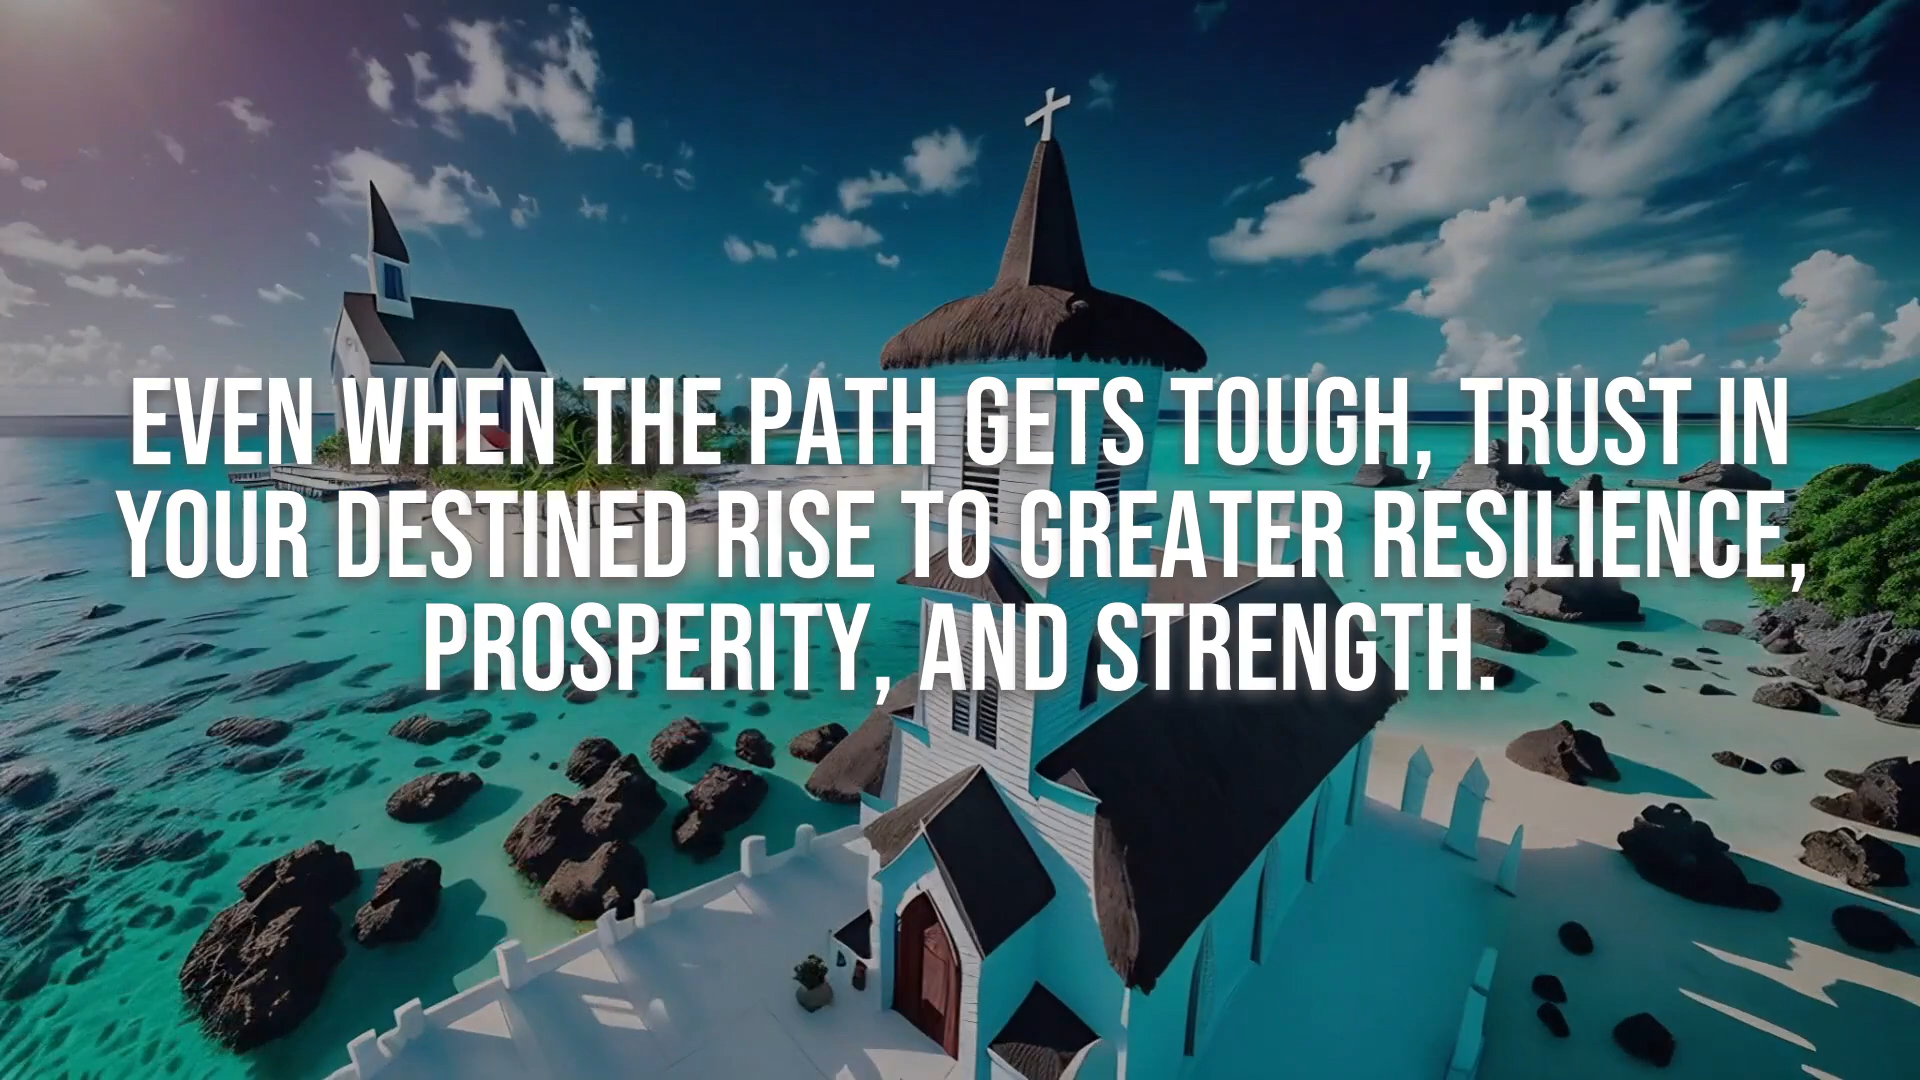 EVEN WHEN THE PATH GETS TOUGH, TRUST IN
YOUR DESTINED RISE TO GREATER RESILIENCE,
PROSPERITY, AND STRENGTH.